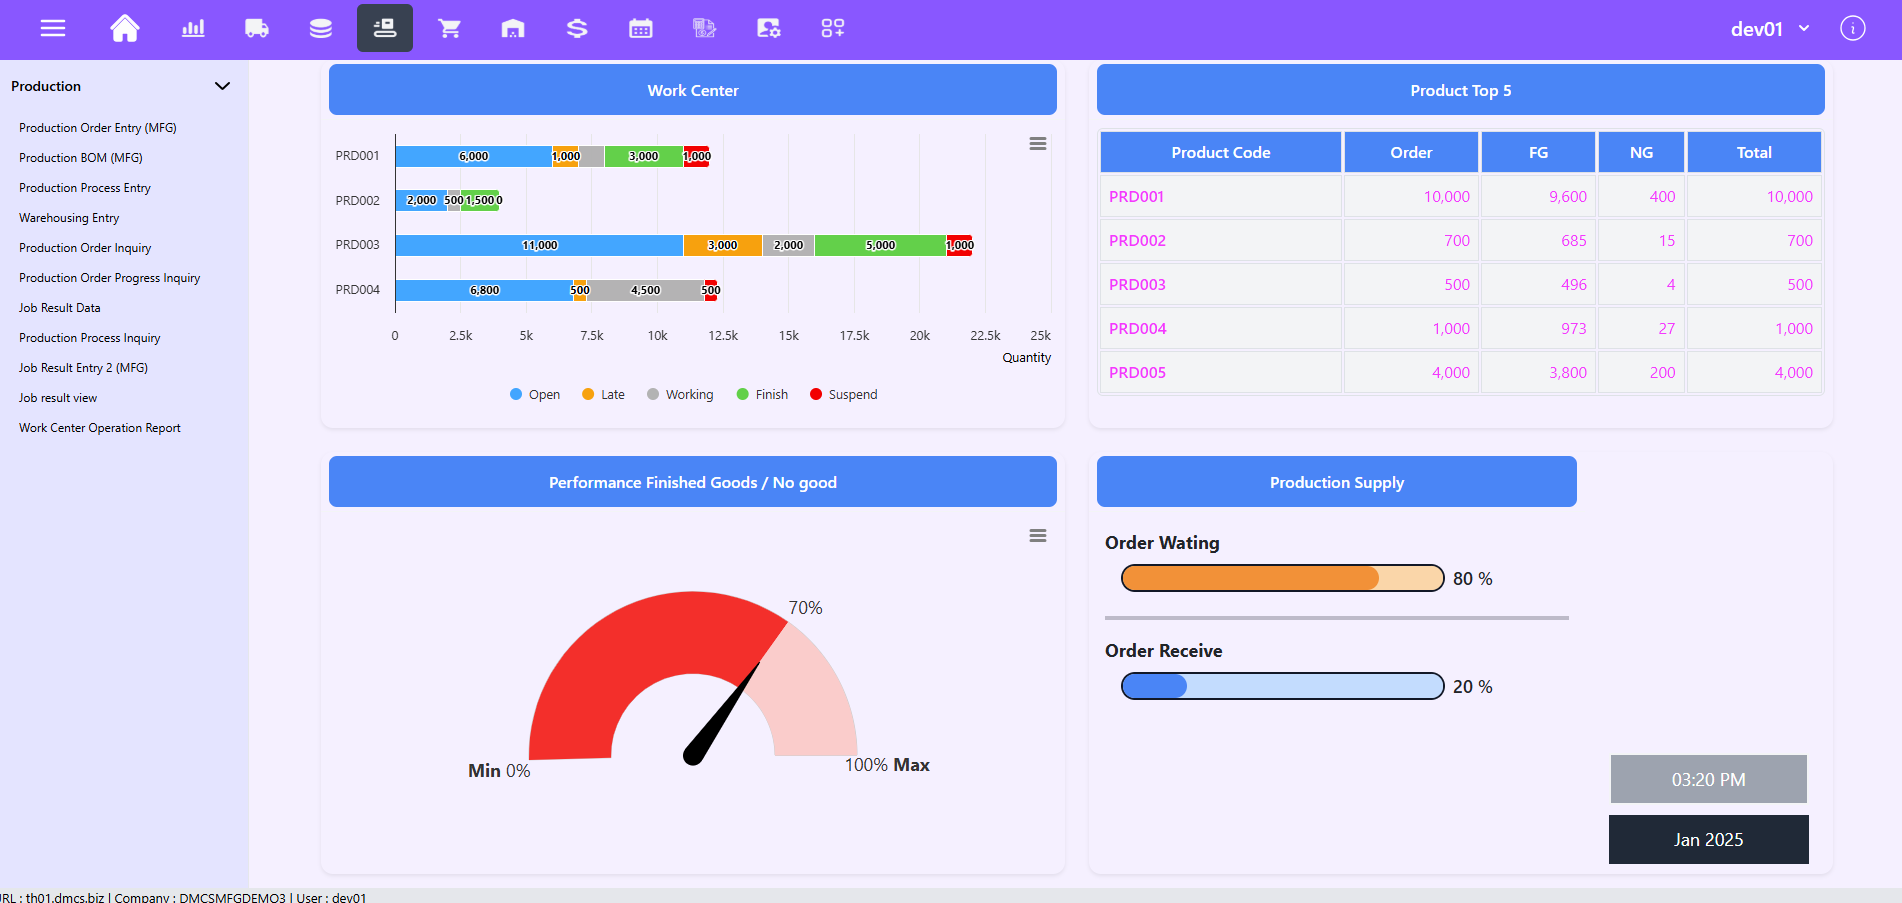 dev01
Production
Production Order Entry (MFG)
Production BOM (MFG)
Production Process Entry
Warehousing Entry
Production Order Inquiry
Production Order Progress Inquiry
Job Result Data
Production Process Inquiry
Job Result Entry 2 (MFG)
Job result view
Work Center Operation Report
Work Center
PRD001 6,000 1,000 3,000 1,000
PRD002 2,000 500 1,500 0
PRD003 11,000 3,000 2,000 5,000 1,000
PRD004 6,800 500 4,500 500
0 2.5k 5k 7.5k 10k 12.5k 15k 17.5k 20k 22.5k 25k
Quantity
Open Late Working Finish Suspend
Product Top 5
Product Code Order FG NG Total
PRD001 10,000 9,600 400 10,000
PRD002 700 685 15 700
PRD003 500 496 4 500
PRD004 1,000 973 27 1,000
PRD005 4,000 3,800 200 4,000
Performance Finished Goods / No good
70%
Min 0%
100% Max
Production Supply
Order Wating
80 %
Order Receive
20 %
03:20 PM
Jan 2025
URL : th01.dmcs.biz | Company : DMCSMFGDEMO3 | User : dev01